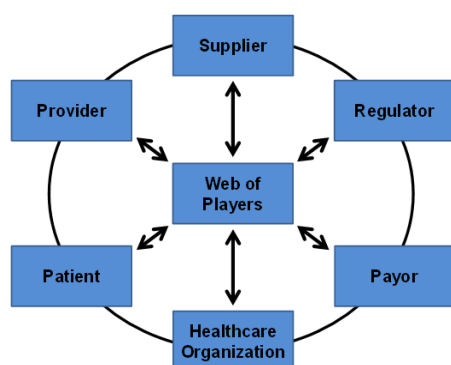 Supplier
Provider
Regulator
Web of
Players
Patient
Payor
Healthcare
Organization